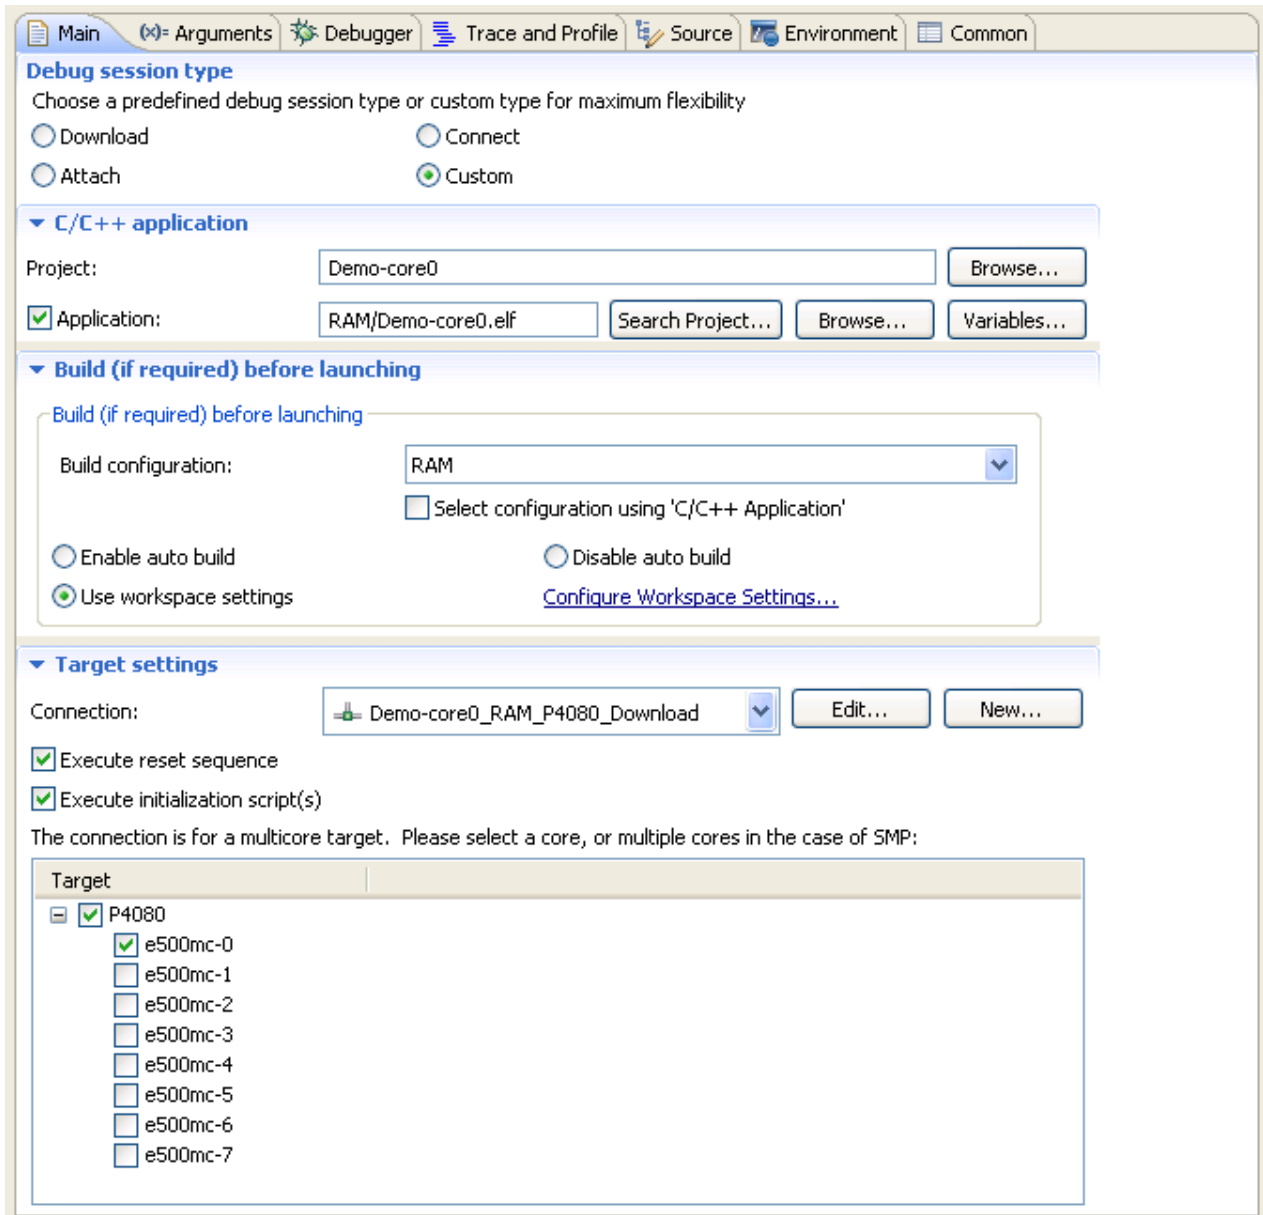 Main (x)= Arguments Debugger Trace and Profile Source Environment Common
Debug session type
Choose a predefined debug session type or custom type for maximum flexibility
Download Connect
Attach Custom
C/C++ application
Project: Demo-core0 Browse...
Application: RAM/Demo-core0.elf Search Project... Browse... Variables...
Build (if required) before launching
Build (if required) before launching
Build configuration: RAM
Select configuration using 'C/C++ Application'
Enable auto build Disable auto build
Use workspace settings Configure Workspace Settings...
Target settings
Connection: Demo-core0_RAM_P4080_Download Edit... New...
Execute reset sequence
Execute initialization script(s)
The connection is for a multicore target.  Please select a core, or multiple cores in the case of SMP:
Target
P4080
e500mc-0
e500mc-1
e500mc-2
e500mc-3
e500mc-4
e500mc-5
e500mc-6
e500mc-7